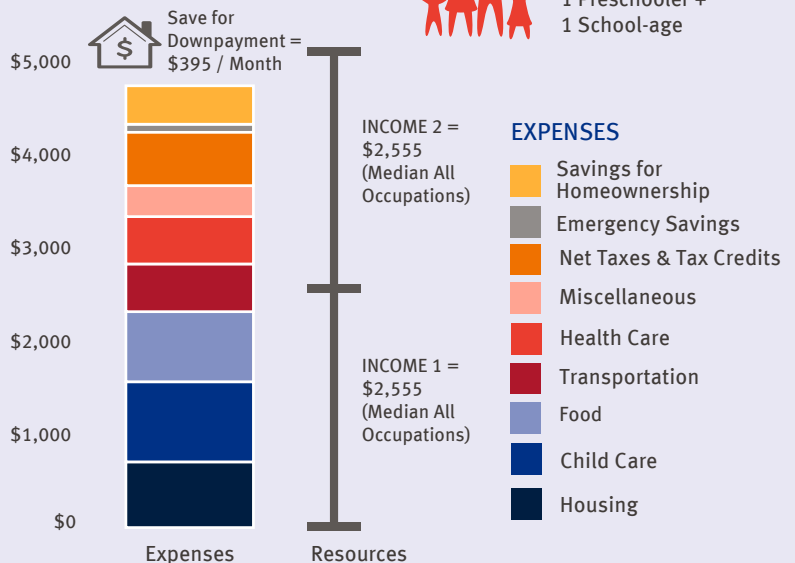 1 Preschooler +
1 School-age
Save for
Downpayment =
$395 / Month
$
$5,000
$4,000
$3,000
$2,000
$1,000
$0
INCOME 2 =
$2,555
(Median All
Occupations)
INCOME 1 =
$2,555
(Median All
Occupations)
Expenses
Resources
EXPENSES
Savings for
Homeownership
Emergency Savings
Net Taxes & Tax Credits
Miscellaneous
Health Care
Transportation
Food
Child Care
Housing